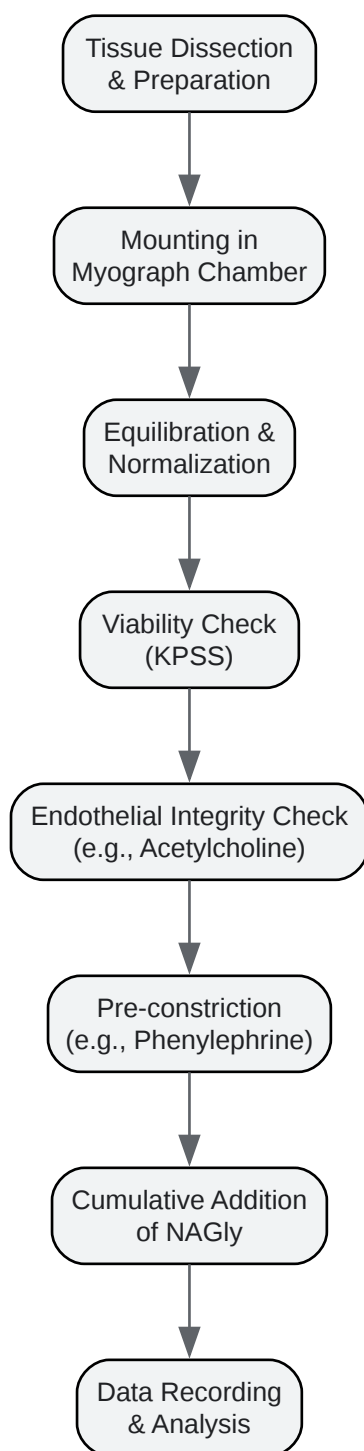 Tissue Dissection
& Preparation
Mounting in
Myograph Chamber
Equilibration &
Normalization
Viability Check
(KPSS)
Endothelial Integrity Check
(e.g., Acetylcholine)
Pre-constriction
(e.g., Phenylephrine)
Cumulative Addition
of NAGly
Data Recording
& Analysis